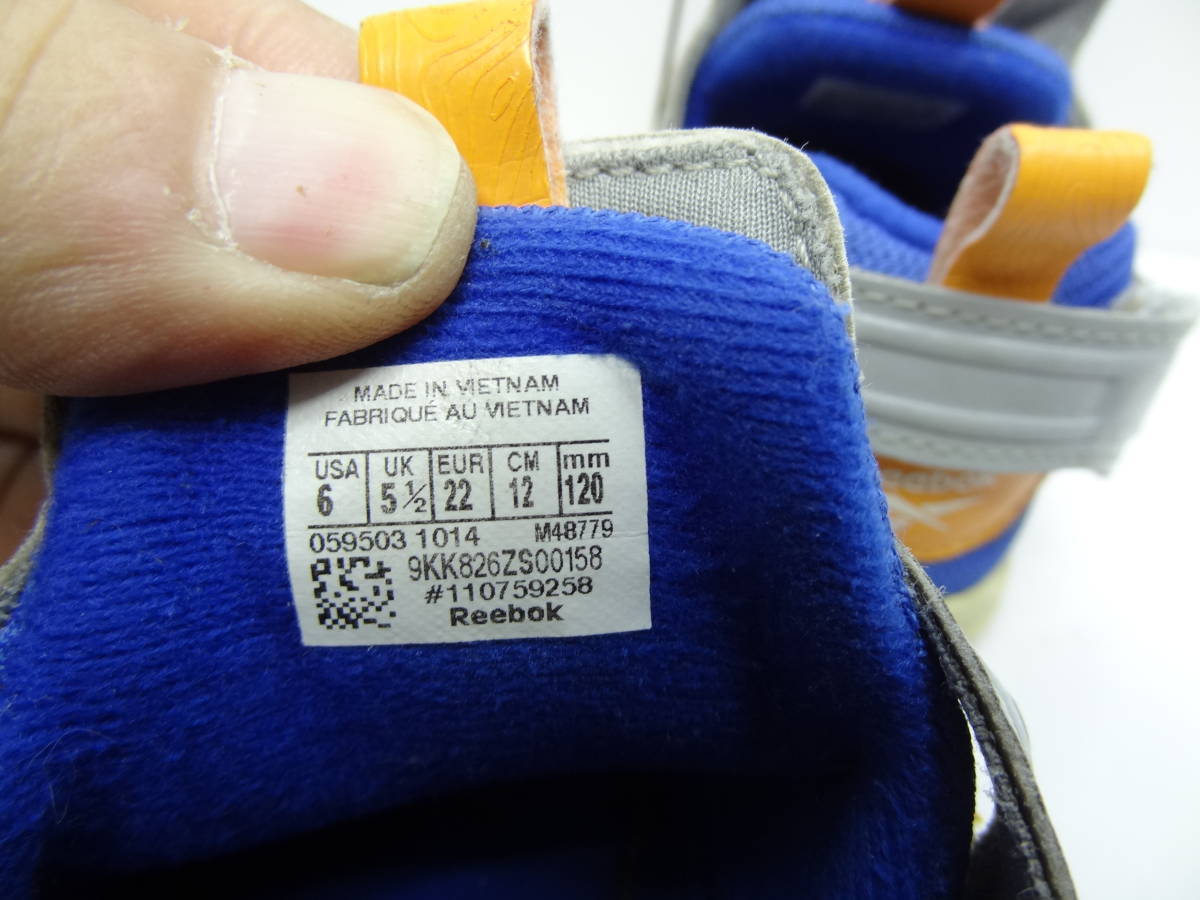 MADE IN VIETNAM
FABRIQUÉ AU VIETNAM
USA UK EUR CM mm
6 5 ½ 22 12 120
059503 1014 M48779
9KK826ZS00158
#110759258
Reebok
Reebok